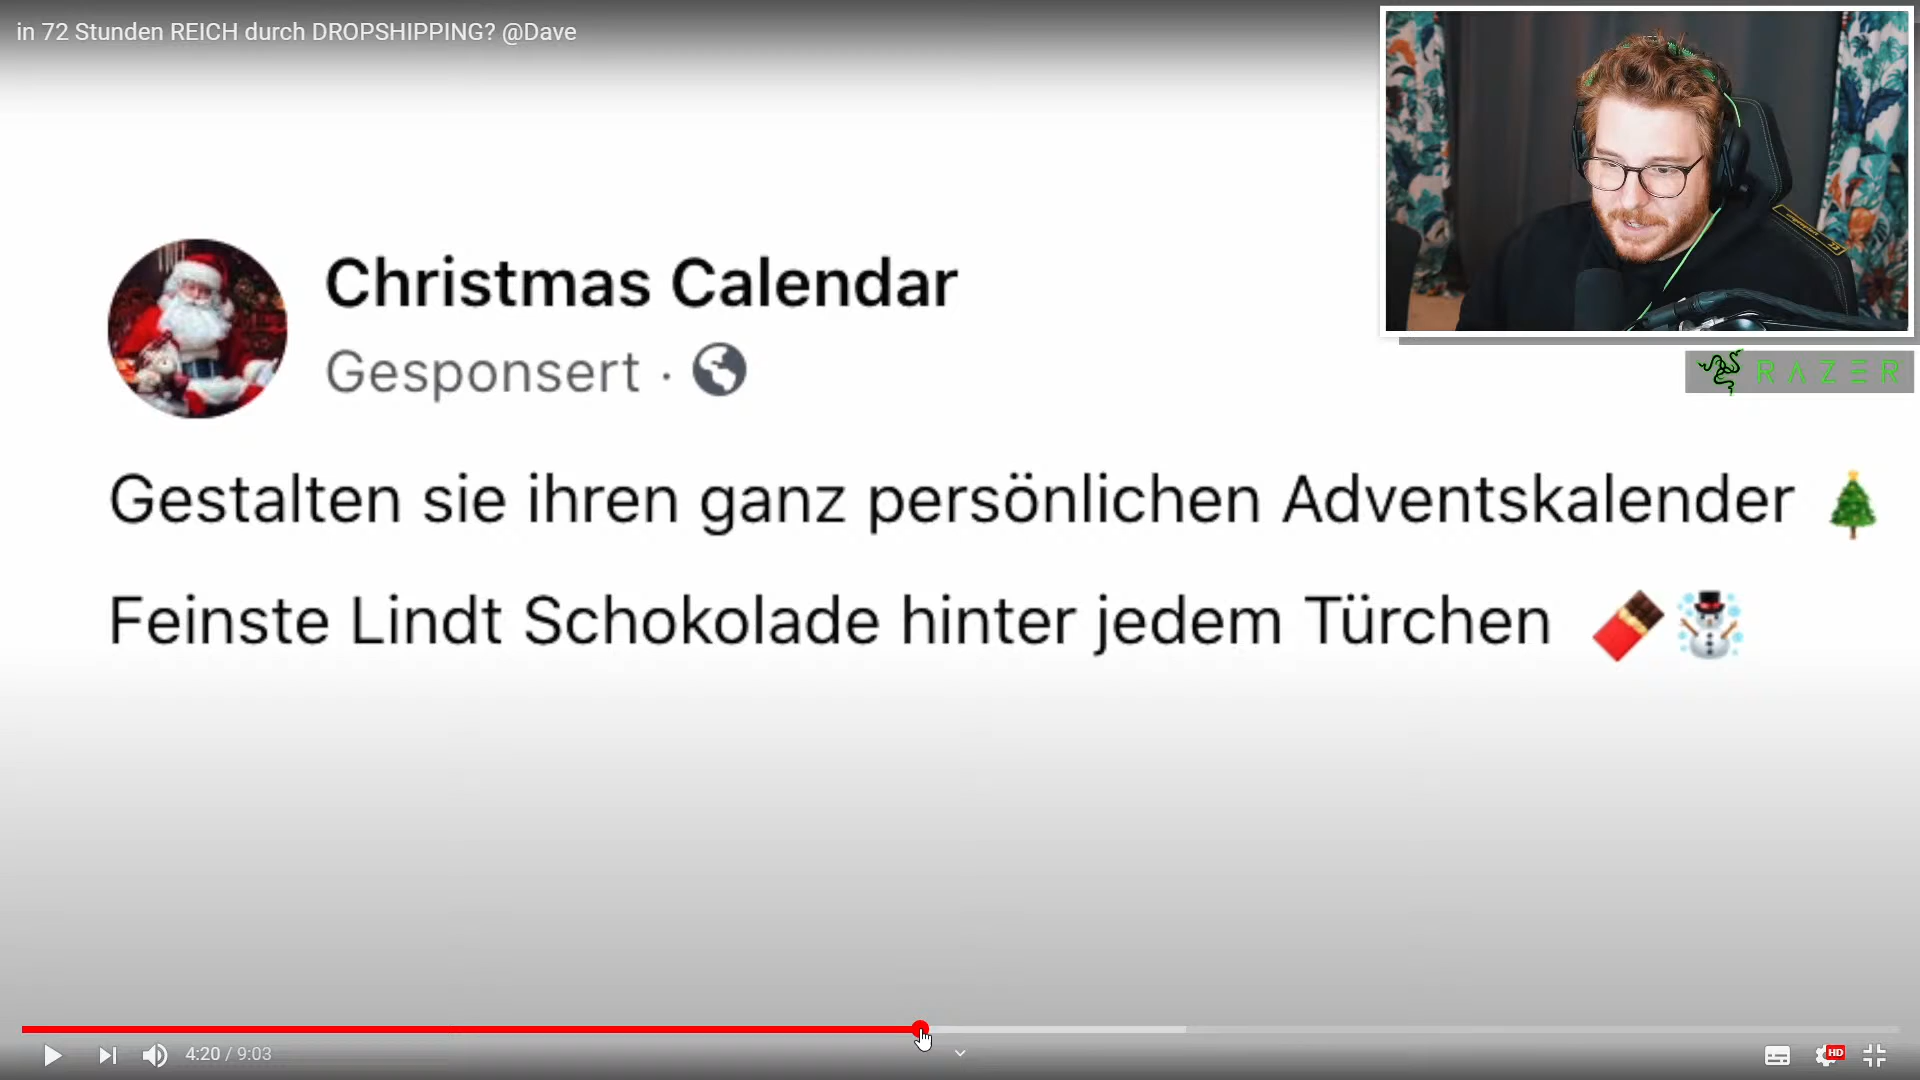 in 72 Stunden REICH durch DROPSHIPPING? @Dave
RAZER
Christmas Calendar
Gesponsert ·
Gestalten sie ihren ganz persönlichen Adventskalender 🎄
Feinste Lindt Schokolade hinter jedem Türchen 🍫☃️
4:20 / 9:03
HD